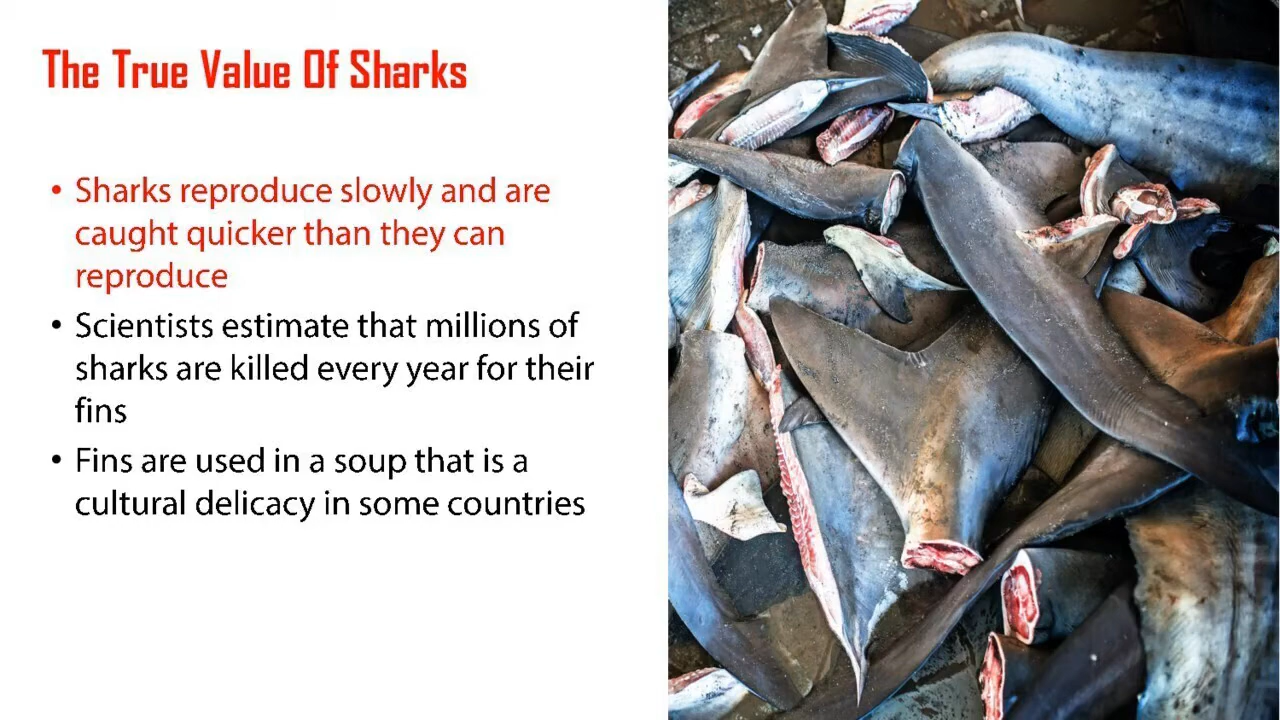 The True Value Of Sharks
• Sharks reproduce slowly and are
caught quicker than they can
reproduce
• Scientists estimate that millions of
sharks are killed every year for their
fins
• Fins are used in a soup that is a
cultural delicacy in some countries